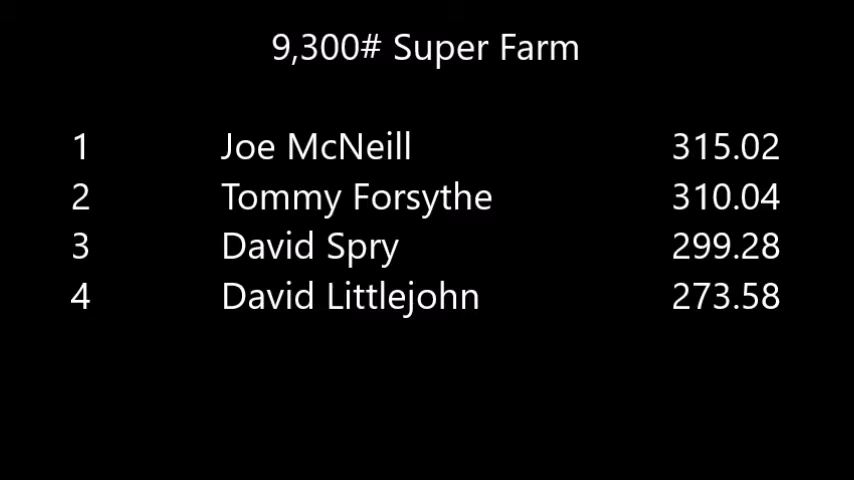 9,300# Super Farm
1 Joe McNeill 315.02
2 Tommy Forsythe 310.04
3 David Spry 299.28
4 David Littlejohn 273.58